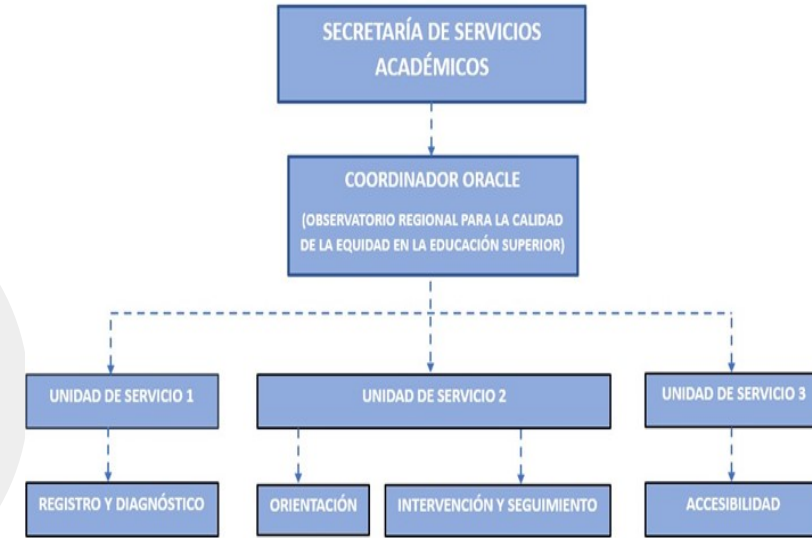 SECRETARÍA DE SERVICIOS
ACADÉMICOS
COORDINADOR ORACLE
(OBSERVATORIO REGIONAL PARA LA CALIDAD
DE LA EQUIDAD EN LA EDUCACIÓN SUPERIOR)
UNIDAD DE SERVICIO 1
UNIDAD DE SERVICIO 2
UNIDAD DE SERVICIO 3
REGISTRO Y DIAGNÓSTICO
ORIENTACIÓN
INTERVENCIÓN Y SEGUIMIENTO
ACCESIBILIDAD